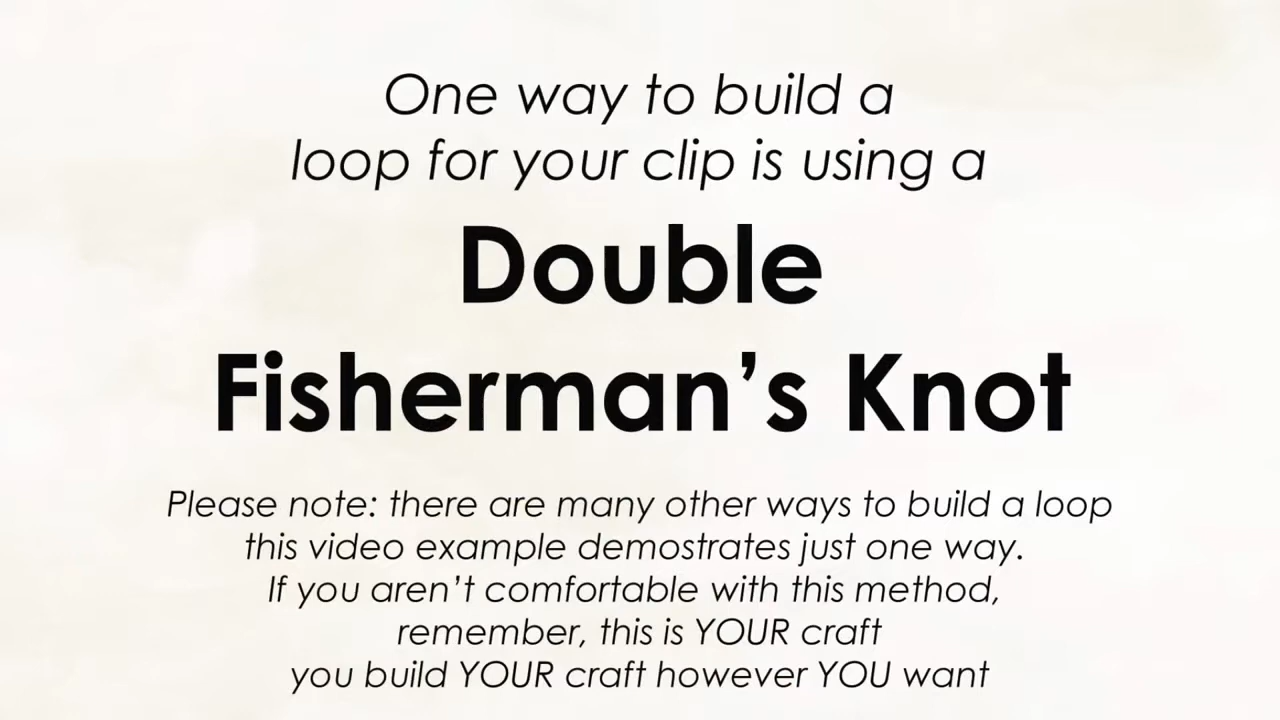 One way to build a
loop for your clip is using a
Double
Fisherman’s Knot
Please note: there are many other ways to build a loop
this video example demostrates just one way.
If you aren’t comfortable with this method,
remember, this is YOUR craft
you build YOUR craft however YOU want